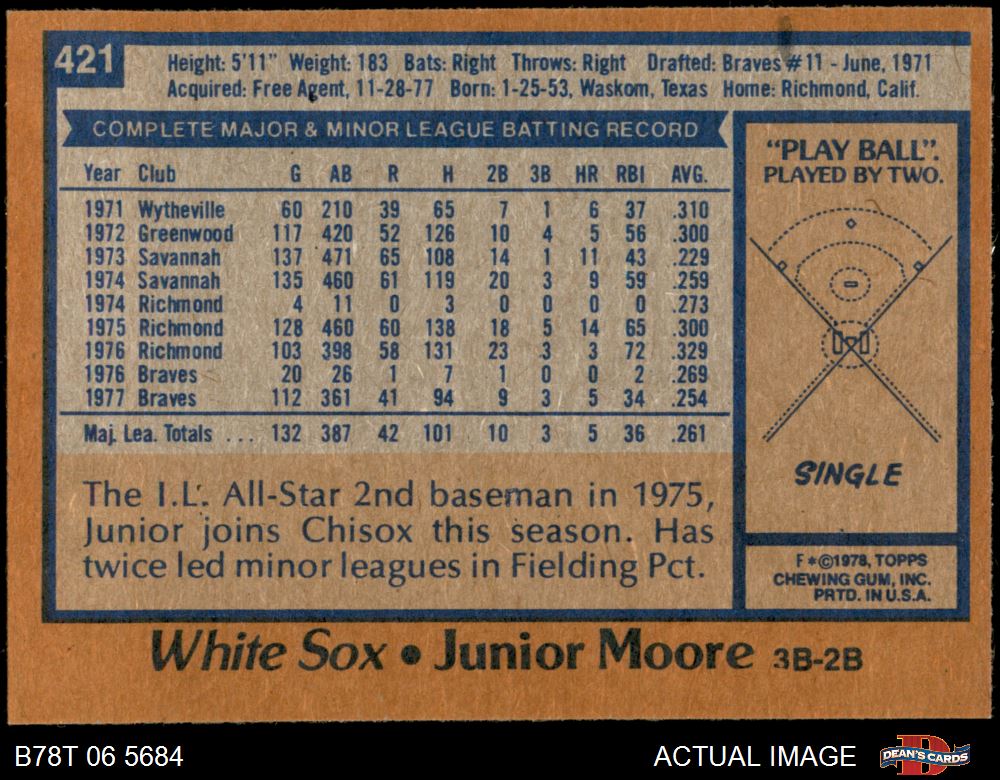 421
Height: 5'11" Weight: 183 Bats: Right Throws: Right Drafted: Braves #11 - June, 1971
Acquired: Free Agent, 11-28-77 Born: 1-25-53, Waskom, Texas Home: Richmond, Calif.
COMPLETE MAJOR & MINOR LEAGUE BATTING RECORD
Year Club G AB R H 2B 3B HR RBI AVG.
1971 Wytheville 60 210 39 65 7 1 6 37 .310
1972 Greenwood 117 420 52 126 10 4 5 56 .300
1973 Savannah 137 471 65 108 14 1 11 43 .229
1974 Savannah 135 460 61 119 20 3 9 59 .259
1974 Richmond 4 11 0 3 0 0 0 0 .273
1975 Richmond 128 460 60 138 18 5 14 65 .300
1976 Richmond 103 398 58 131 23 3 3 72 .329
1976 Braves 20 26 1 7 1 0 0 2 .269
1977 Braves 112 361 41 94 9 3 5 34 .254
Maj. Lea. Totals ... 132 387 42 101 10 3 5 36 .261
The I.L. All-Star 2nd baseman in 1975,
Junior joins Chisox this season. Has
twice led minor leagues in Fielding Pct.
"PLAY BALL".
PLAYED BY TWO.
SINGLE
F*©1978, TOPPS
CHEWING GUM, INC.
PRTD. IN U.S.A.
White Sox • Junior Moore 3B-2B
B78T 06 5684
ACTUAL IMAGE
D
DEAN'S CARDS